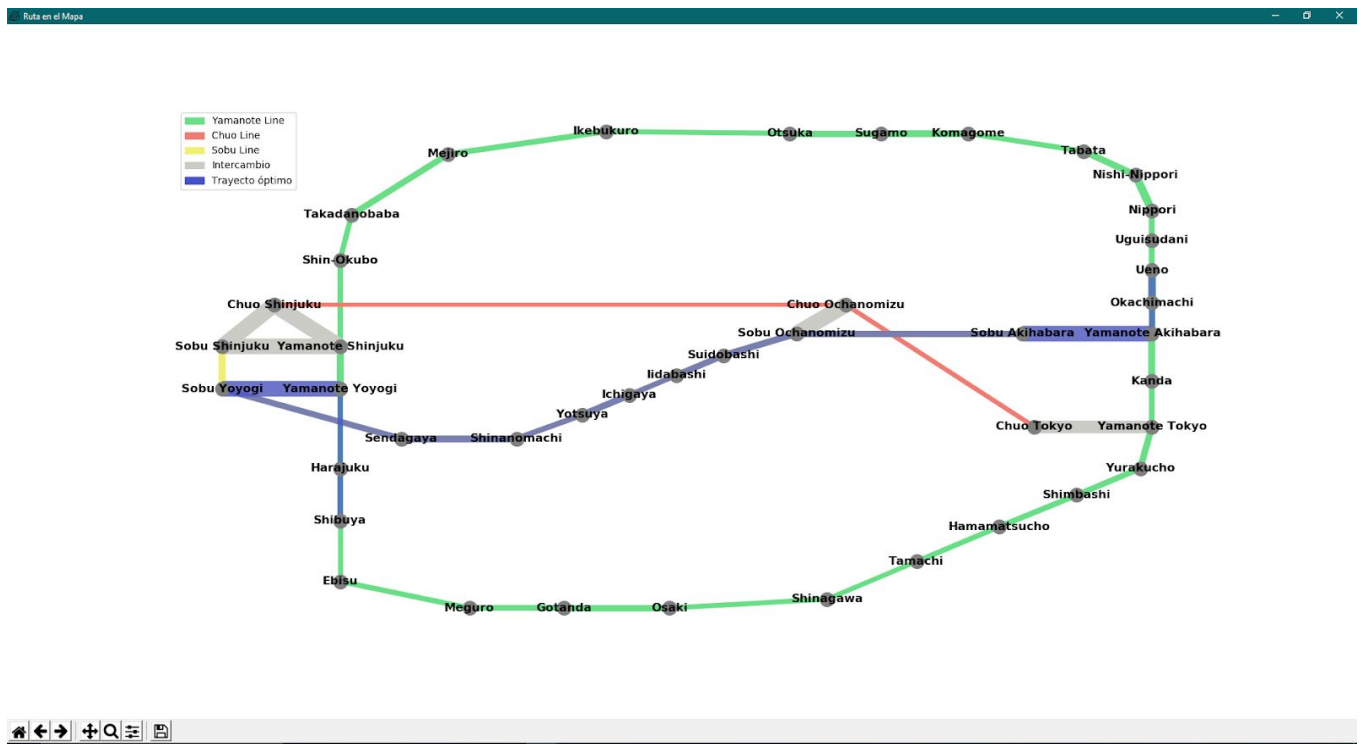 Ruta en el Mapa
Yamanote Line
Chuo Line
Sobu Line
Intercambio
Trayecto óptimo
Ikebukuro
Otsuka
Sugamo
Komagome
Mejiro
Tabata
Nishi-Nippori
Takadanobaba
Nippori
Uguisudani
Shin-Okubo
Ueno
Chuo Shinjuku
Chuo Ochanomizu
Okachimachi
Sobu Ochanomizu
Sobu Akihabara
Yamanote Akihabara
Sobu Shinjuku
Yamanote Shinjuku
Suidobashi
Iidabashi
Kanda
Sobu Yoyogi
Yamanote Yoyogi
Ichigaya
Yotsuya
Chuo Tokyo
Yamanote Tokyo
Sendagaya
Shinanomachi
Harajuku
Yurakucho
Shimbashi
Shibuya
Hamamatsucho
Tamachi
Ebisu
Shinagawa
Meguro
Gotanda
Osaki